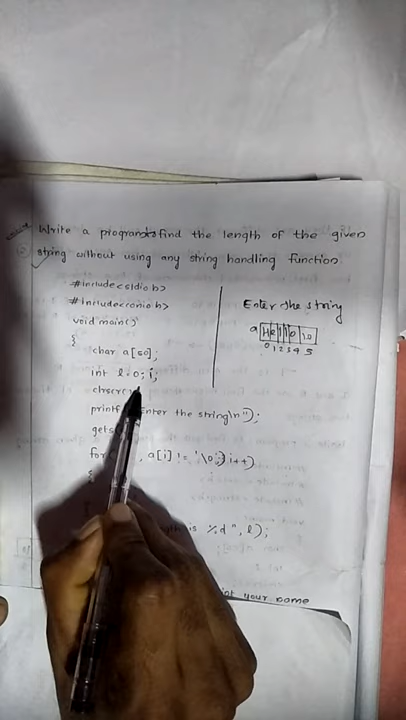 Write a program to find the length of the given
string without using any string handling function
#include<stdio.h>
#include<conio.h>
void main()
{
char a[50];
int l=0; i;
clrscr(
printf Enter the string\n");
gets
for , a[i] != '\0'; i++)
{
is %d ", l);
Enter the string
a H e l l o \0
0 1 2 3 4 5
your name